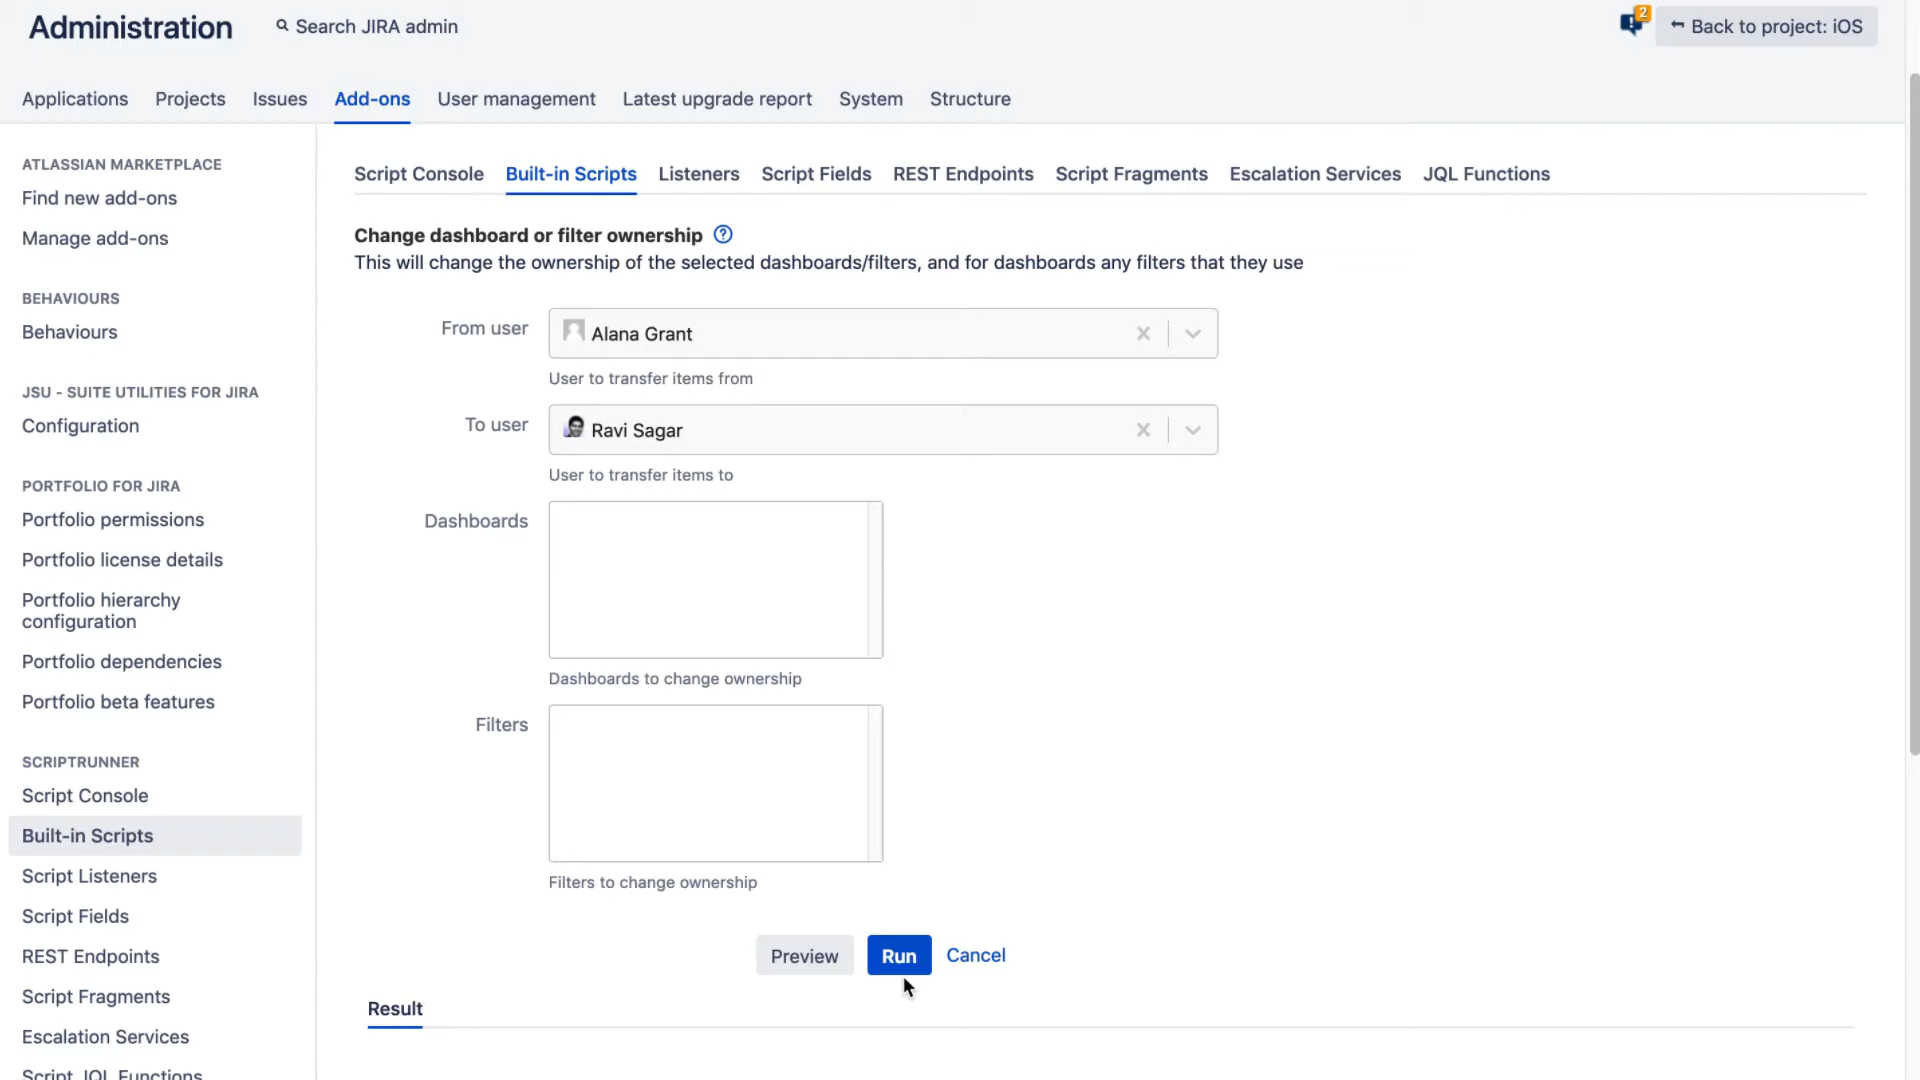 Administration
Search JIRA admin
2
Back to project: iOS
Applications
Projects
Issues
Add-ons
User management
Latest upgrade report
System
Structure
ATLASSIAN MARKETPLACE
Find new add-ons
Manage add-ons
BEHAVIOURS
Behaviours
JSU - SUITE UTILITIES FOR JIRA
Configuration
PORTFOLIO FOR JIRA
Portfolio permissions
Portfolio license details
Portfolio hierarchy
configuration
Portfolio dependencies
Portfolio beta features
SCRIPTRUNNER
Script Console
Built-in Scripts
Script Listeners
Script Fields
REST Endpoints
Script Fragments
Escalation Services
Script JQL Functions
Script Console
Built-in Scripts
Listeners
Script Fields
REST Endpoints
Script Fragments
Escalation Services
JQL Functions
Change dashboard or filter ownership ?
This will change the ownership of the selected dashboards/filters, and for dashboards any filters that they use
From user
Alana Grant
User to transfer items from
To user
Ravi Sagar
User to transfer items to
Dashboards
Dashboards to change ownership
Filters
Filters to change ownership
Preview
Run
Cancel
Result